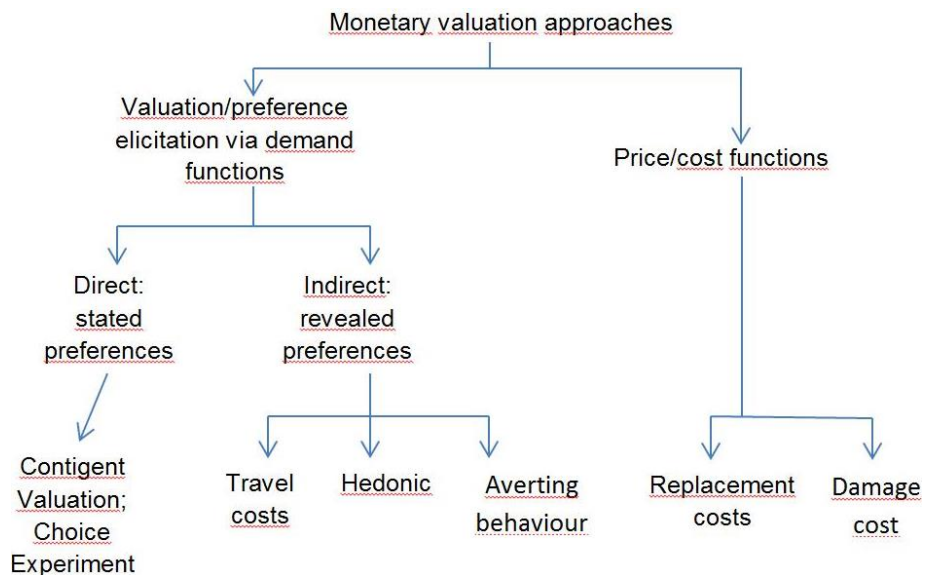 Monetary valuation approaches
Valuation/preference
elicitation via demand
functions
Price/cost functions
Direct:
stated
preferences
Indirect:
revealed
preferences
Contigent
Valuation;
Choice
Experiment
Travel
costs
Hedonic
Averting
behaviour
Replacement
costs
Damage
cost